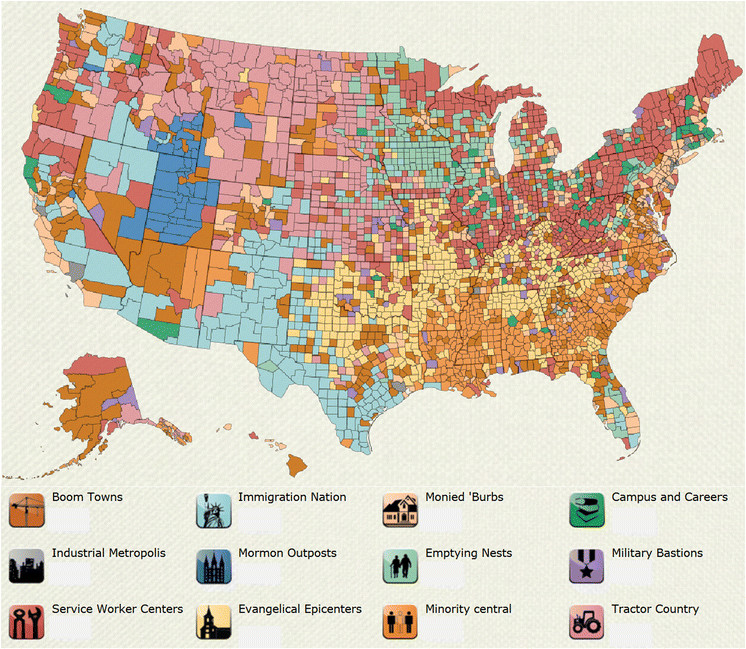 Boom Towns
Immigration Nation
Monied 'Burbs
Campus and Careers
Industrial Metropolis
Mormon Outposts
Emptying Nests
Military Bastions
Service Worker Centers
Evangelical Epicenters
Minority central
Tractor Country